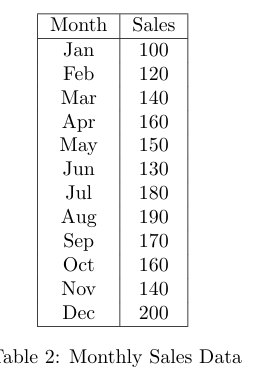 Month Sales
Jan 100
Feb 120
Mar 140
Apr 160
May 150
Jun 130
Jul 180
Aug 190
Sep 170
Oct 160
Nov 140
Dec 200
able 2: Monthly Sales Data